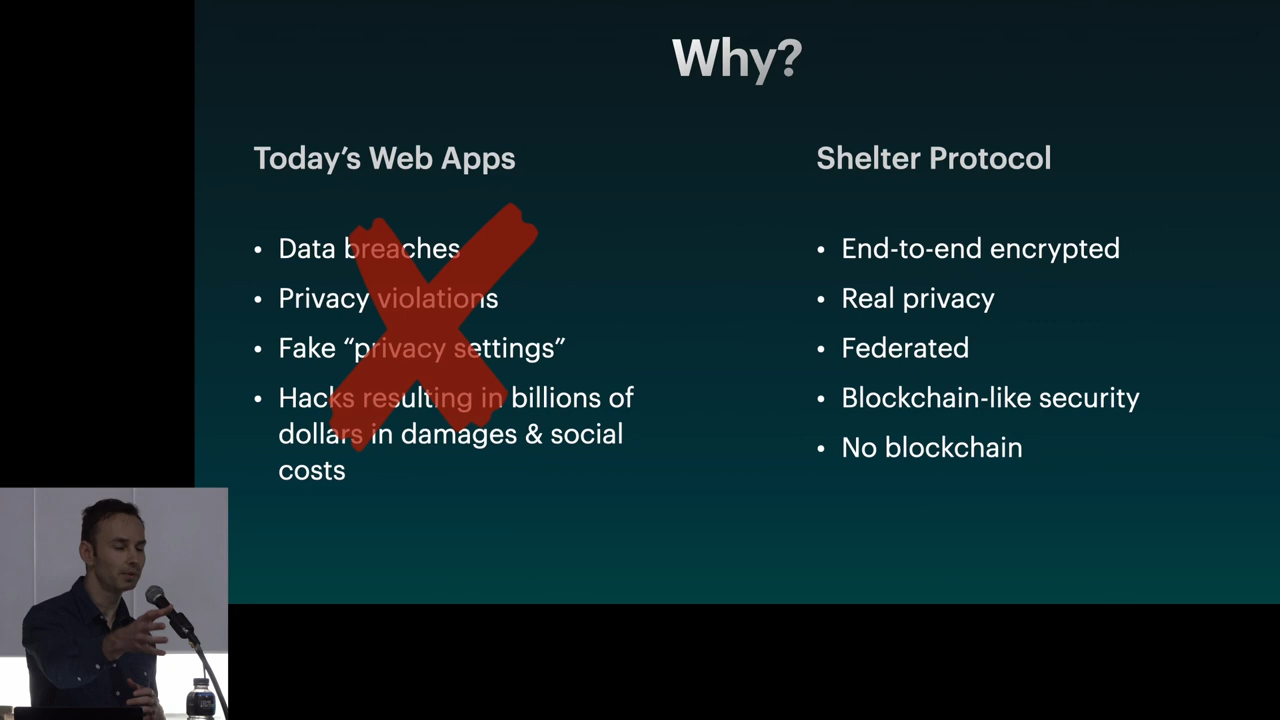 Why?
Today’s Web Apps
• Data breaches
• Privacy violations
• Fake “privacy settings”
• Hacks resulting in billions of
dollars in damages & social
costs
Shelter Protocol
• End-to-end encrypted
• Real privacy
• Federated
• Blockchain-like security
• No blockchain